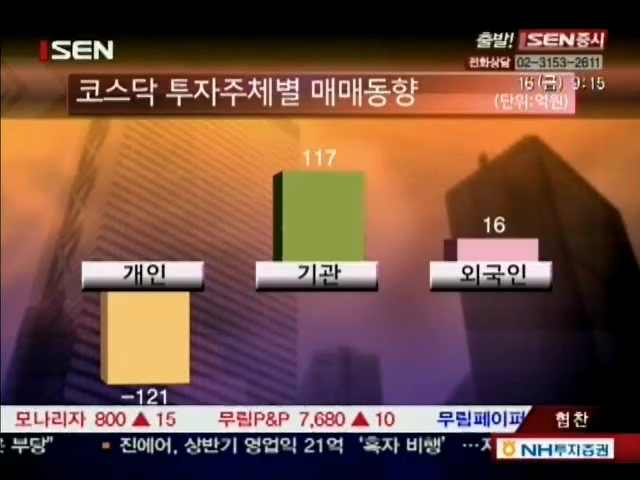 SEN
출발! SEN증시
전화상담 02-3153-2611
16(금) 9:15
코스닥 투자주체별 매매동향
(단위:억원)
117
16
개인
기관
외국인
-121
모나리자 800 ▲ 15 무림P&P 7,680 ▲ 10 무림페이퍼
협찬
부당" ▪ 진에어, 상반기 영업익 21억 '흑자 비행' …
NH투자증권